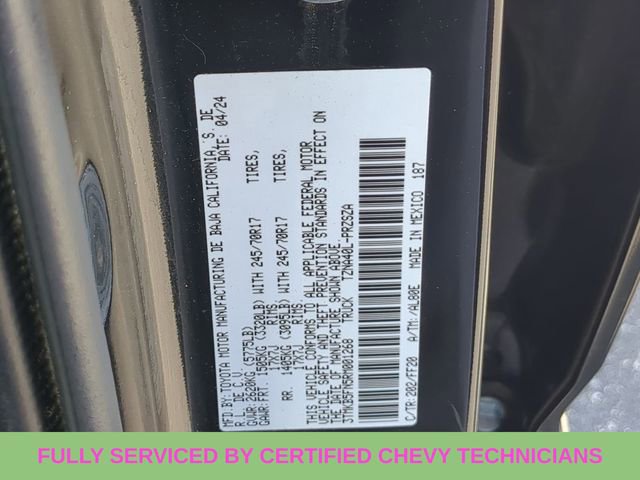 MFD.BY: TOYOTA MOTOR MANUFACTURING DE BAJA CALIFORNIA, S. DE
R.L. DE C.V. DATE: 04/24
GVWR: 2620KG (5775LB)
GAWR: FRT. 1505KG (3320LB) WITH 245/70R17 TIRES,
17X7J RIMS,
RR. 1405KG (3095LB) WITH 245/70R17 TIRES,
17X7J RIMS
THIS VEHICLE CONFORMS TO ALL APPLICABLE FEDERAL MOTOR
VEHICLE SAFETY AND THEFT PREVENTION STANDARDS IN EFFECT ON
THE DATE OF MANUFACTURE SHOWN ABOVE.
TRUCK TZNA40L-PRZSZA
C/TR: 202/FF20 A/TM: /AL80E MADE IN MEXICO 187
FULLY SERVICED BY CERTIFIED CHEVY TECHNICIANS